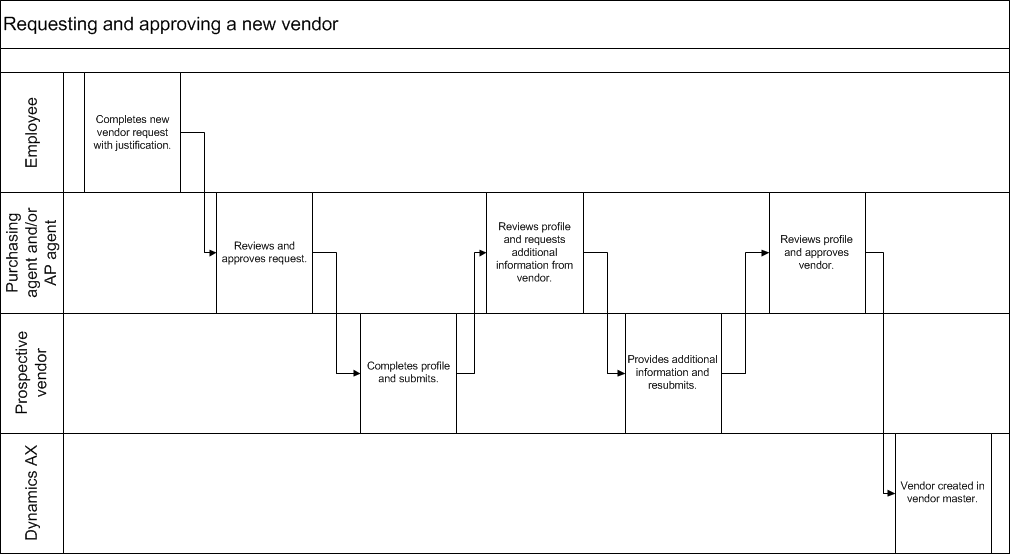 Requesting and approving a new vendor
Employee
Completes new
vendor request
with justification.
Purchasing
agent and/or
AP agent
Reviews and
approves request.
Reviews profile
and requests
additional
information from
vendor.
Reviews profile
and approves
vendor.
Prospective
vendor
Completes profile
and submits.
Provides additional
information and
resubmits.
Dynamics AX
Vendor created in
vendor master.